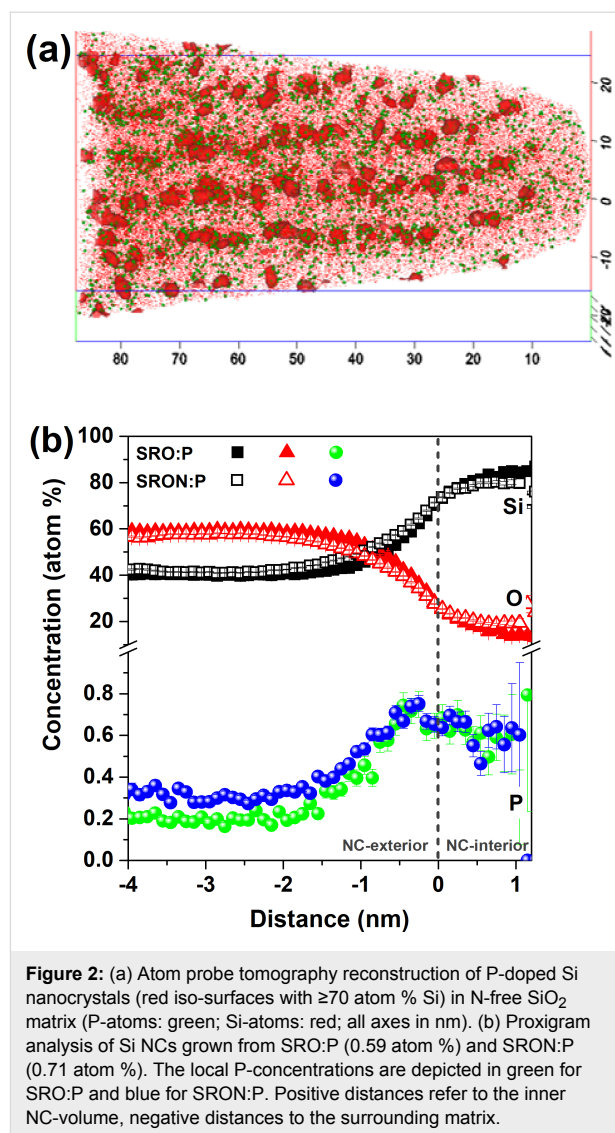 (a)
20
10
0
-10
-20
80 70 60 50 40 30 20 10
(b)
100
80
60
40
20
0.8
0.6
0.4
0.2
0.0
Concentration (atom %)
SRO:P
SRON:P
Si
O
P
NC-exterior
NC-interior
-4 -3 -2 -1 0 1
Distance (nm)
Figure 2: (a) Atom probe tomography reconstruction of P-doped Si
nanocrystals (red iso-surfaces with ≥70 atom % Si) in N-free SiO2
matrix (P-atoms: green; Si-atoms: red; all axes in nm). (b) Proxigram
analysis of Si NCs grown from SRO:P (0.59 atom %) and SRON:P
(0.71 atom %). The local P-concentrations are depicted in green for
SRO:P and blue for SRON:P. Positive distances refer to the inner
NC-volume, negative distances to the surrounding matrix.